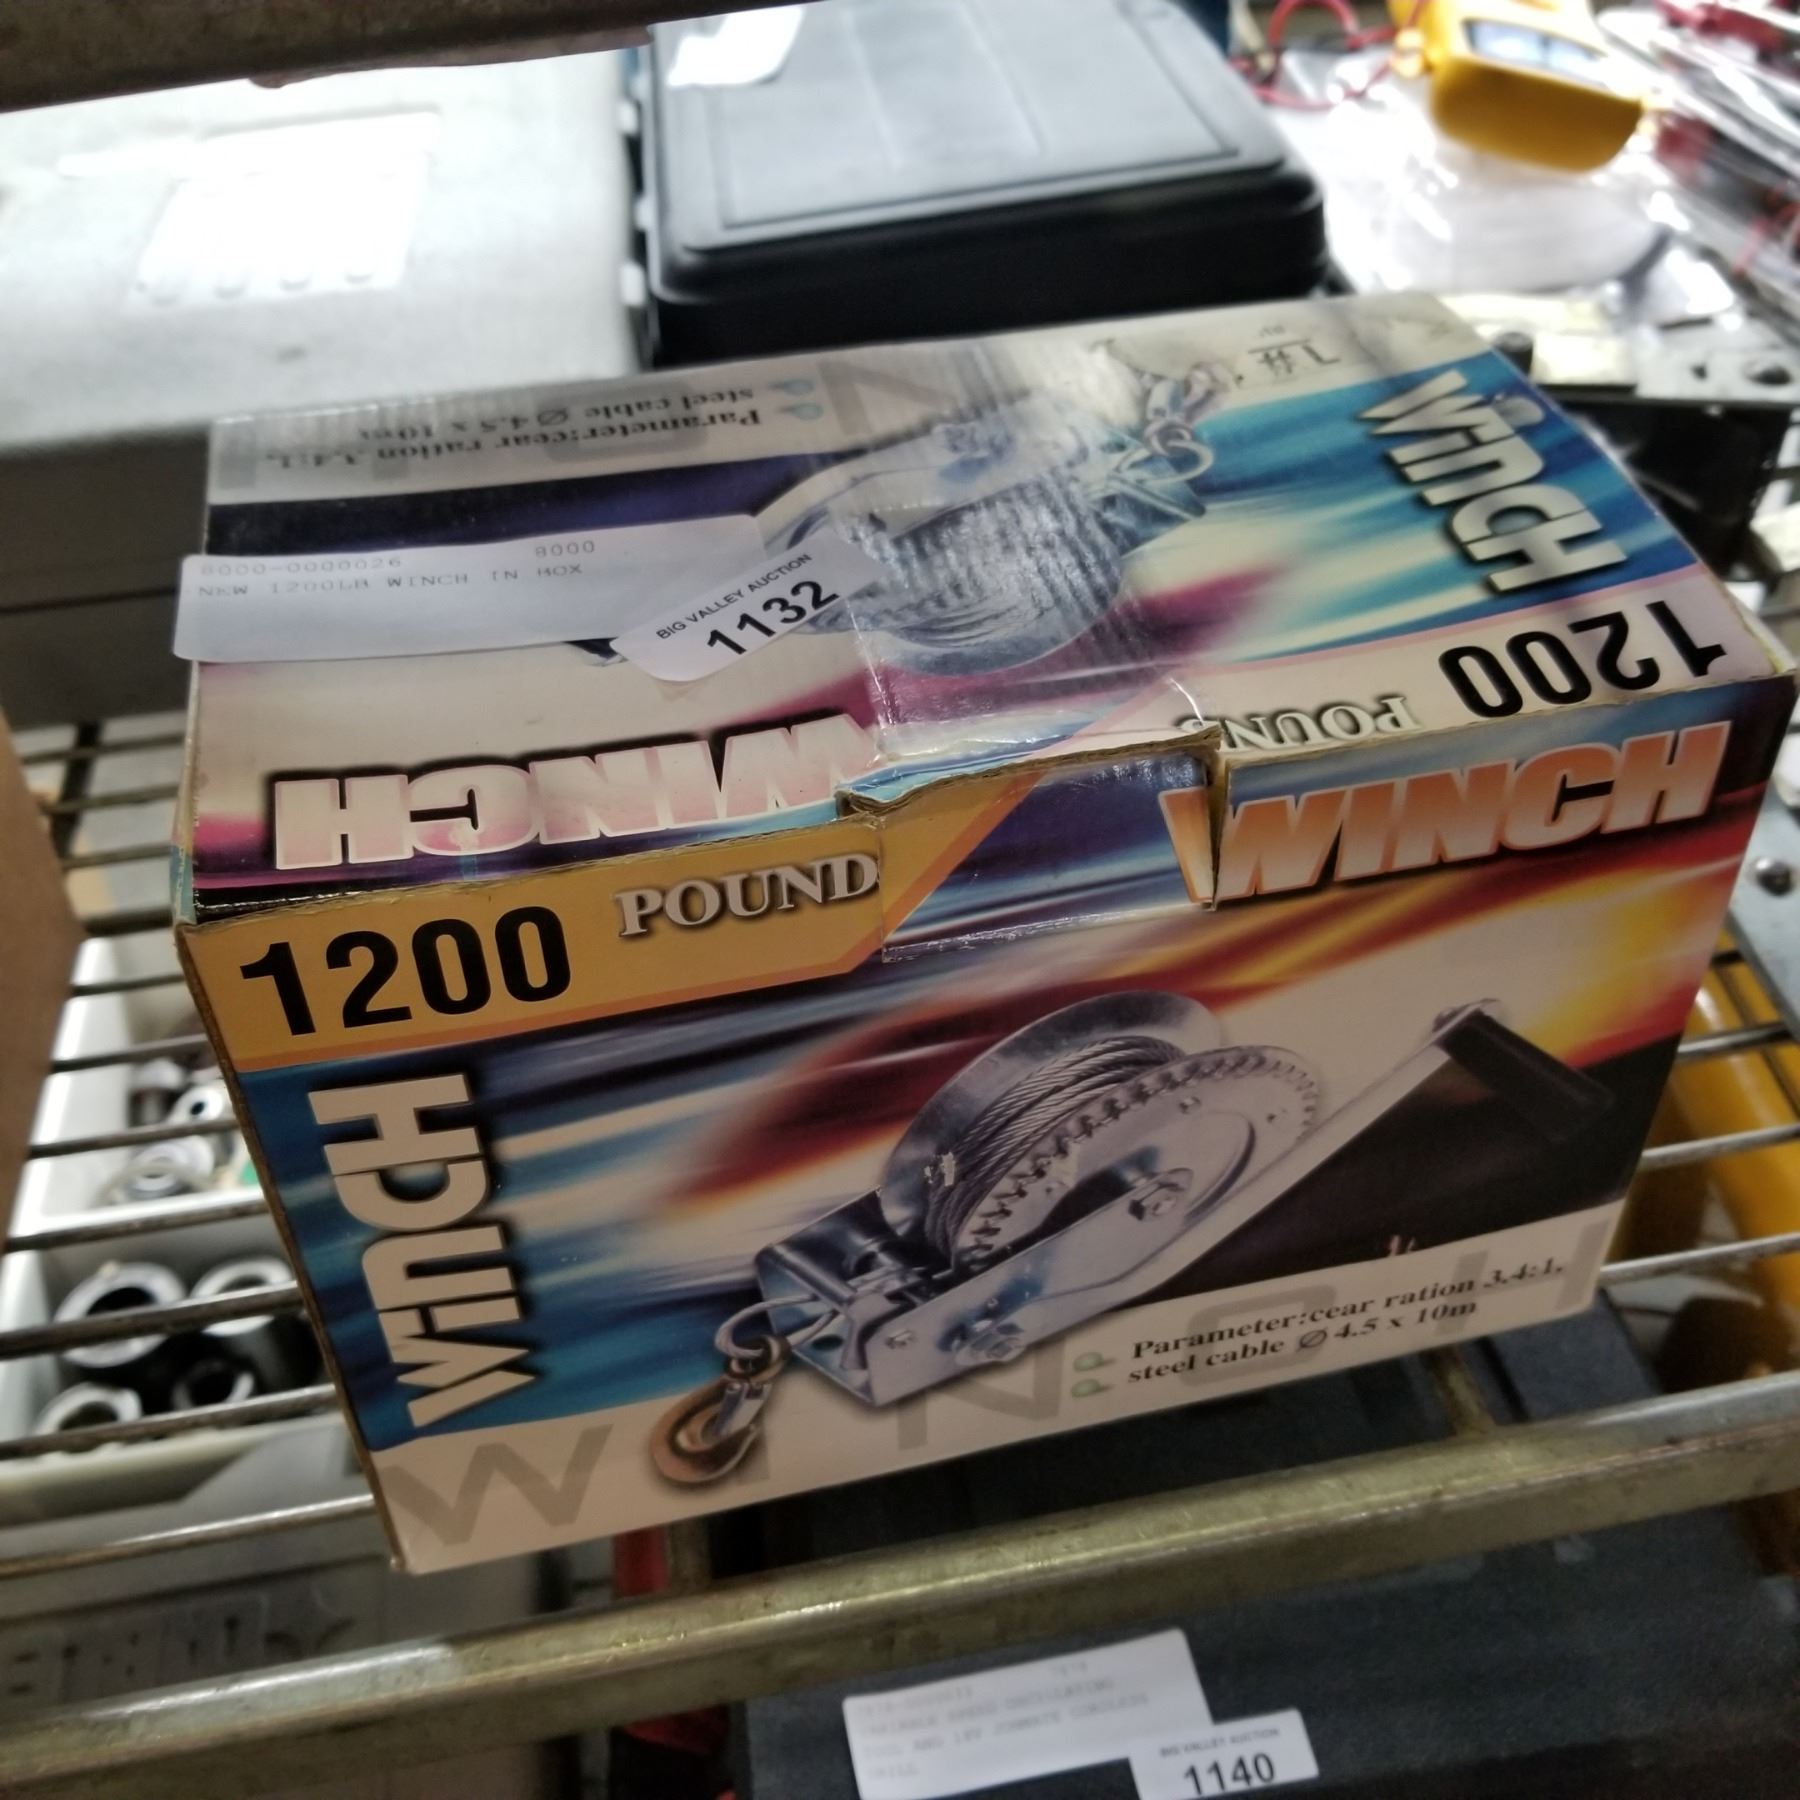 Parameter:cear ration 3.4:1,
steel cable Ø 4.5 x 10m
WINCH
1200
POUND
8000-0000026 8000
NEW 1200LB WINCH IN BOX
BIG VALLEY AUCTION
1132
WINCH
1200 POUND
WINCH
WINCH
Parameter:cear ration 3.4:1,
steel cable Ø 4.5 x 10m
WINCH
BIG VALLEY AUCTION
1140